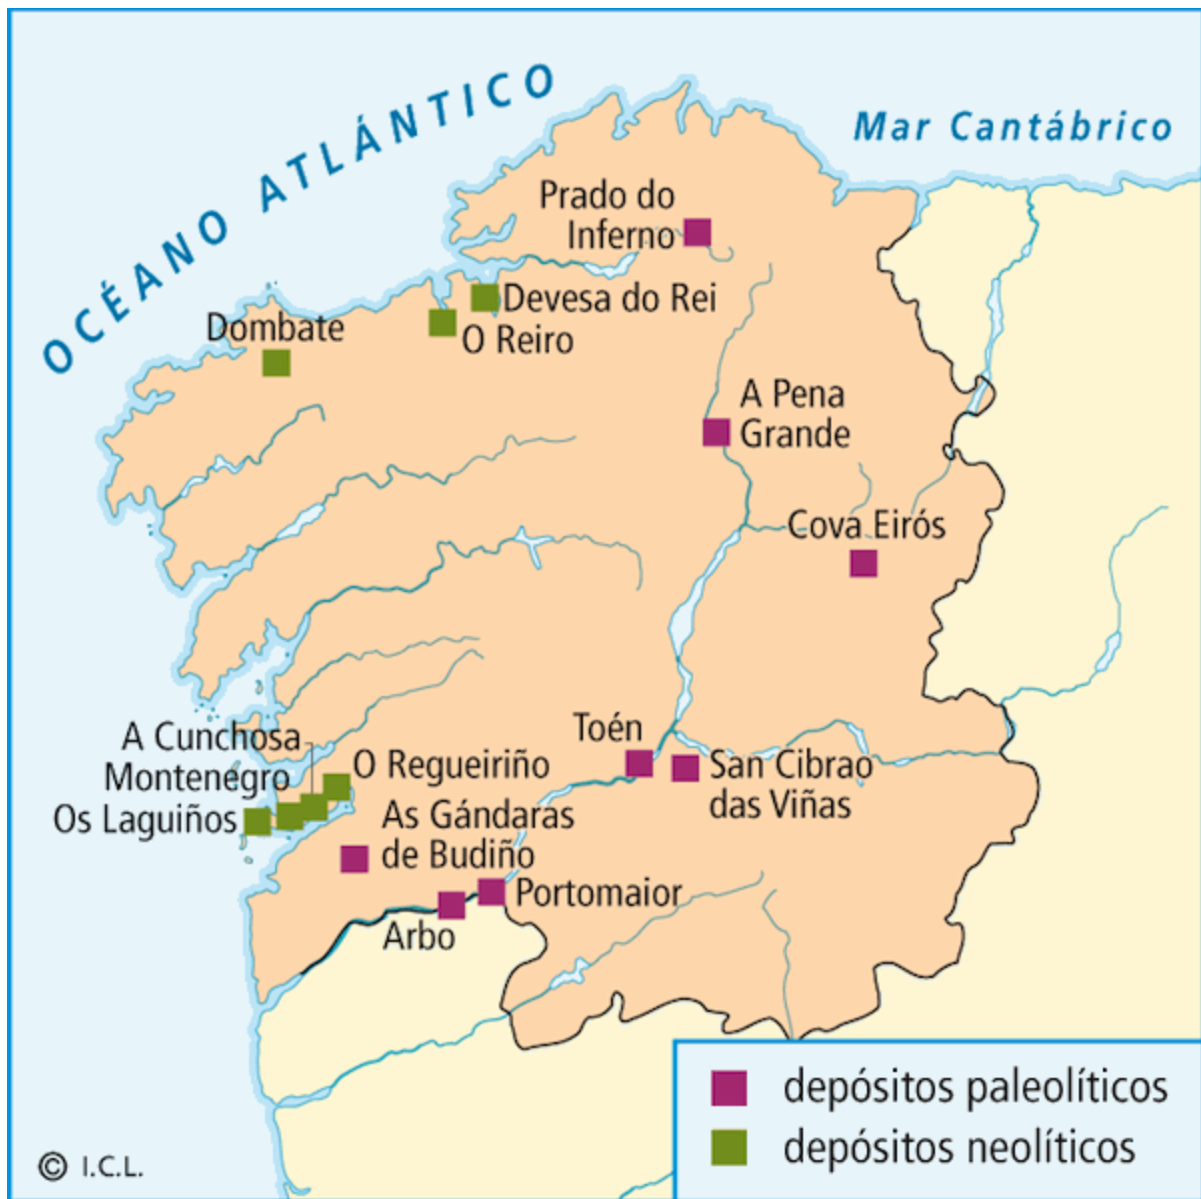 OCÉANO ATLÁNTICO
Mar Cantábrico
Prado do
Inferno
Devesa do Rei
O Reiro
Dombate
A Pena
Grande
Cova Eirós
A Cunchosa
Montenegro
Os Laguiños
O Regueiriño
As Gándaras
de Budiño
Toén
San Cibrao
das Viñas
Portomaior
Arbo
depósitos paleolíticos
depósitos neolíticos
© I.C.L.